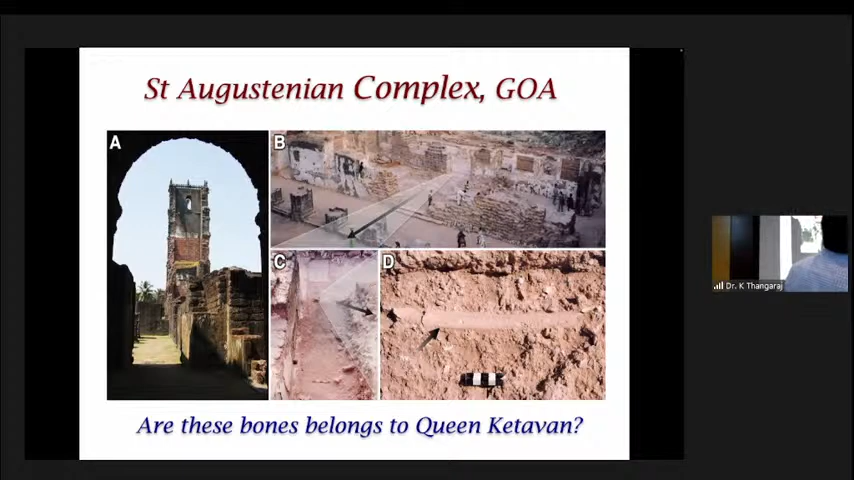 St Augustenian Complex, GOA
A
B
C
D
Are these bones belongs to Queen Ketavan?
Dr. K Thangaraj